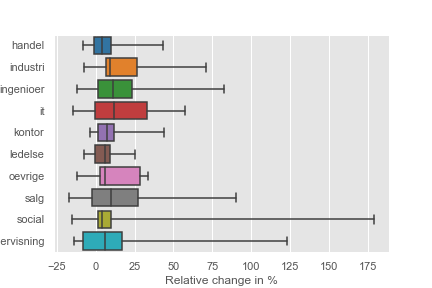 handel
industri
ingenioer
it
kontor
ledelse
oevrige
salg
social
ervisning
-25 0 25 50 75 100 125 150 175
Relative change in %